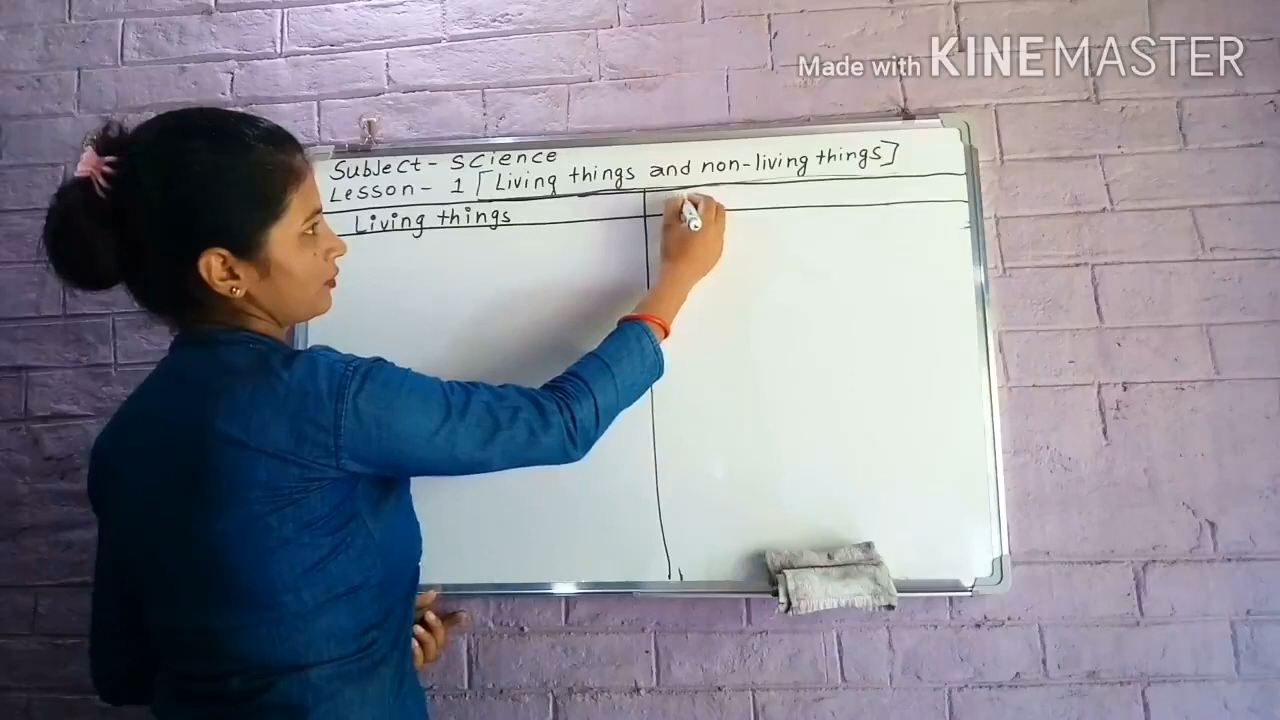 Made with KINEMASTER
Subject- Science
Lesson- 1 [Living things and non-living things]
Living things